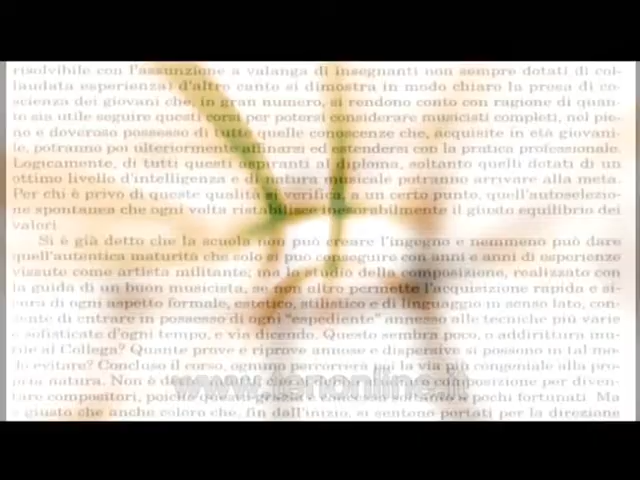 risolvibile con l'assunzione a valanga di insegnanti non sempre dotati di col-
laudata esperienza) d'altro canto si dimostra in modo chiaro la presa di co-
scienza dei giovani che, in gran numero, si rendono conto con ragione di quan-
to sia utile seguire questi corsi per potersi considerare musicisti completi, nel pie-
no e doveroso possesso di tutte quelle conoscenze che, acquisite in età giovani-
le, potranno poi ulteriormente affinarsi ed estendersi con la pratica professionale.
Logicamente, di tutti questi aspiranti al diploma, soltanto quelli dotati di un
ottimo livello d'intelligenza e di natura musicale potranno arrivare alla meta.
Per chi è privo di queste qualità si verifica, a un certo punto, quell'autoselezio-
ne spontanea che ogni volta ristabilisce il giusto equilibrio dei
valori.
Si è già detto che la scuola non può creare l'ingegno e nemmeno può dare
quell'autentica maturità che solo si può conseguire con anni e anni di esperienze
vissute come artista militante; ma lo studio della composizione, realizzato con
la guida di un buon musicista, se non altro permette l'acquisizione rapida e si-
cura di ogni aspetto formale, estetico, stilistico e di linguaggio in senso lato, con-
sente di entrare in possesso di ogni "espediente" annesso alle tecniche più varie
e sofisticate d'ogni tempo, e via dicendo. Questo sembra poco, o addirittura inu-
tile al Collega? Quante prove e riprove annose e dispersive si possono in tal mo-
do evitare? Concluso il corso, ognuno la via più congeniale alla pro-
pria natura. Non è composizione per diven-
tare compositori, poiché pochi fortunati. Ma
è giusto che anche coloro che, fin dall'inizio, si sentono portati per la direzione
www.fenonline.it